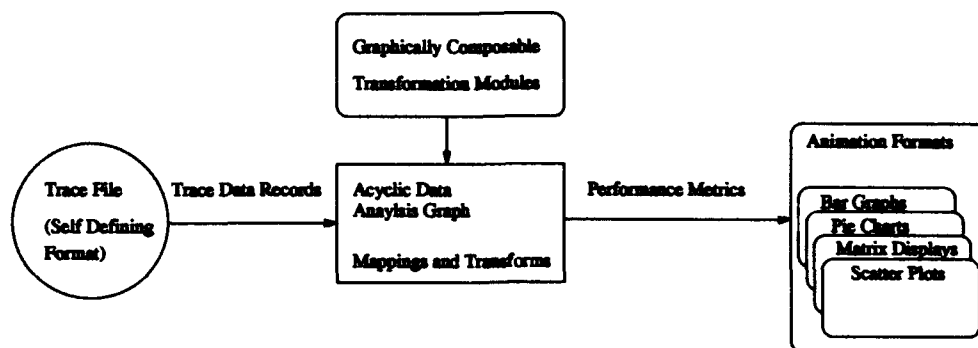 Graphically Composable
Transformation Modules
Trace File
(Self Defining
Format)
Trace Data Records
Acyclic Data
Anaylsis Graph
Mappings and Transforms
Performance Metrics
Animation Formats
Bar Graphs
Pie Charts
Matrix Displays
Scatter Plots